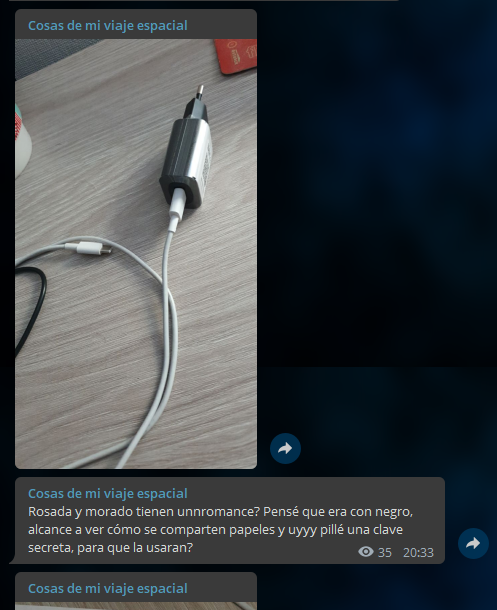 Cosas de mi viaje espacial
Cosas de mi viaje espacial
Rosada y morado tienen unnromance? Pensé que era con negro,
alcance a ver cómo se comparten papeles y uyyy pillé una clave
secreta, para que la usaran?
35 20:33
Cosas de mi viaje espacial